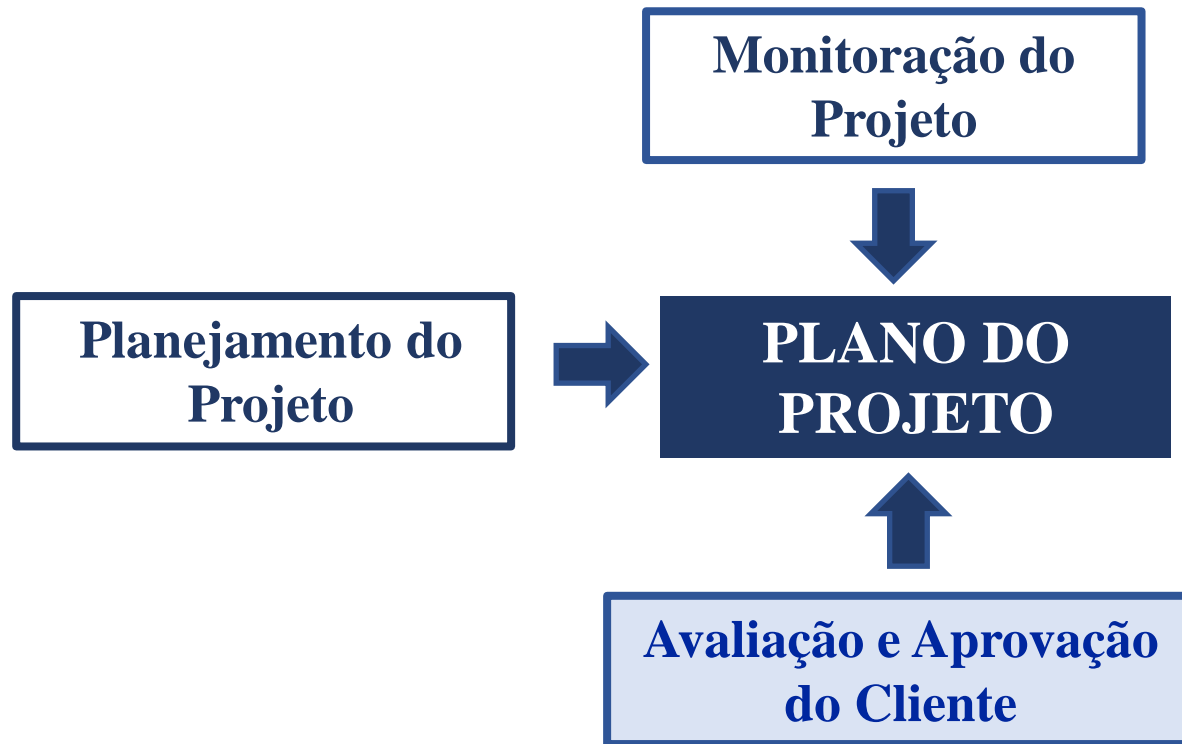 Monitoração do
Projeto
Planejamento do
Projeto
PLANO DO
PROJETO
Avaliação e Aprovação
do Cliente